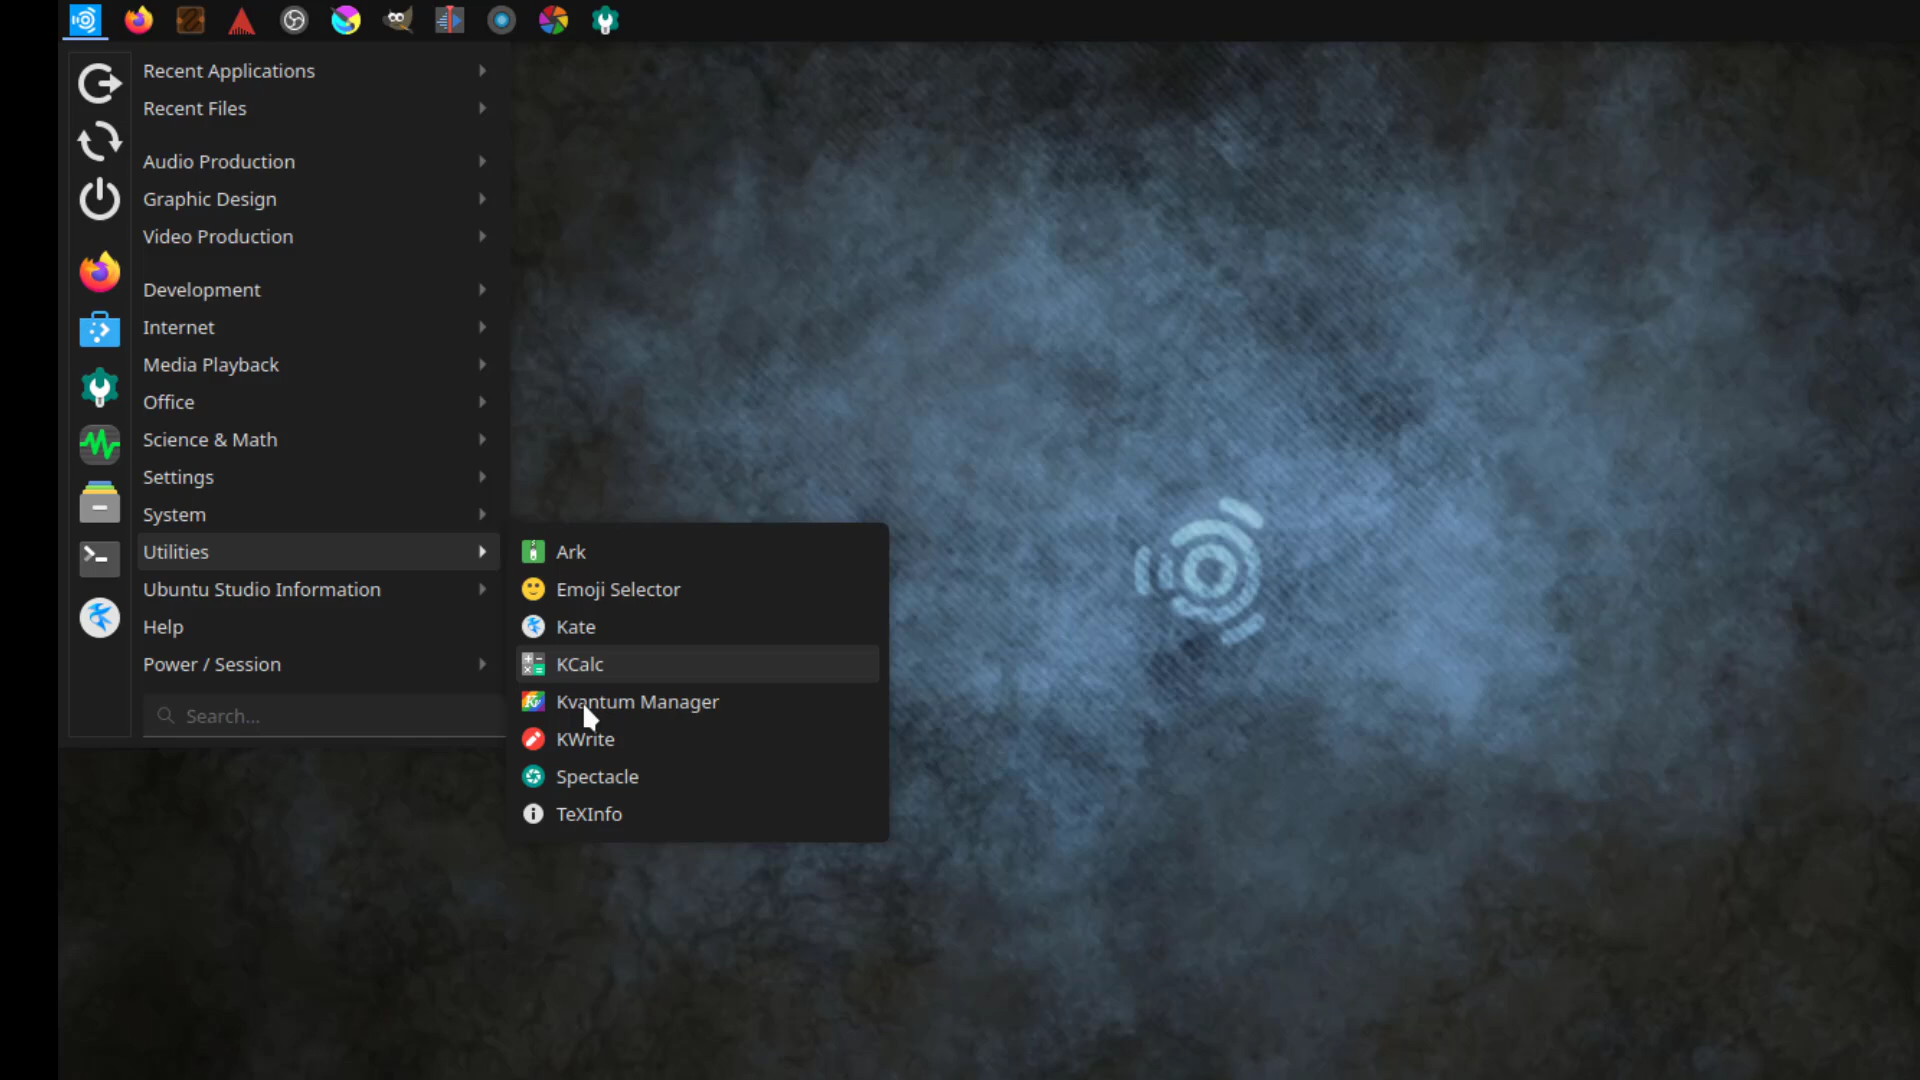 Recent Applications
Recent Files
Audio Production
Graphic Design
Video Production
Development
Internet
Media Playback
Office
Science & Math
Settings
System
Utilities
Ubuntu Studio Information
Help
Power / Session
Search...
Ark
Emoji Selector
Kate
KCalc
Kvantum Manager
KWrite
Spectacle
TeXInfo